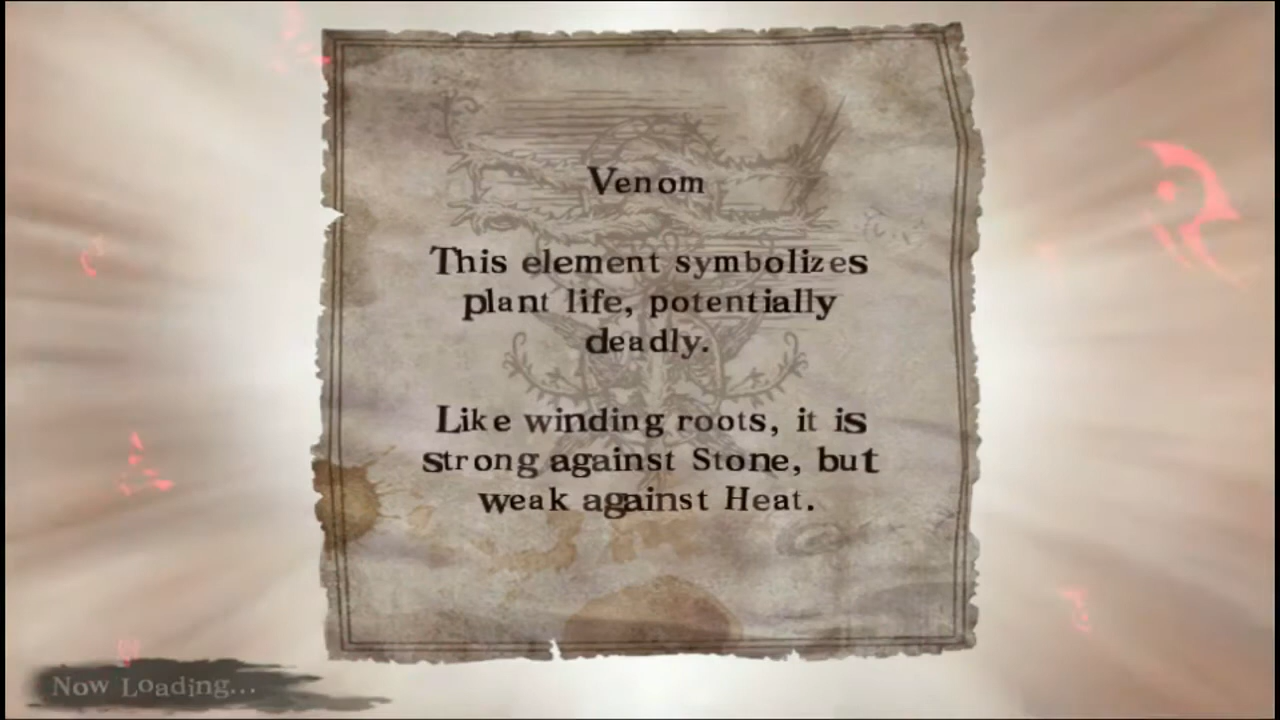 Venom
This element symbolizes
plant life, potentially
deadly.
Like winding roots, it is
strong against Stone, but
weak against Heat.
Now Loading...